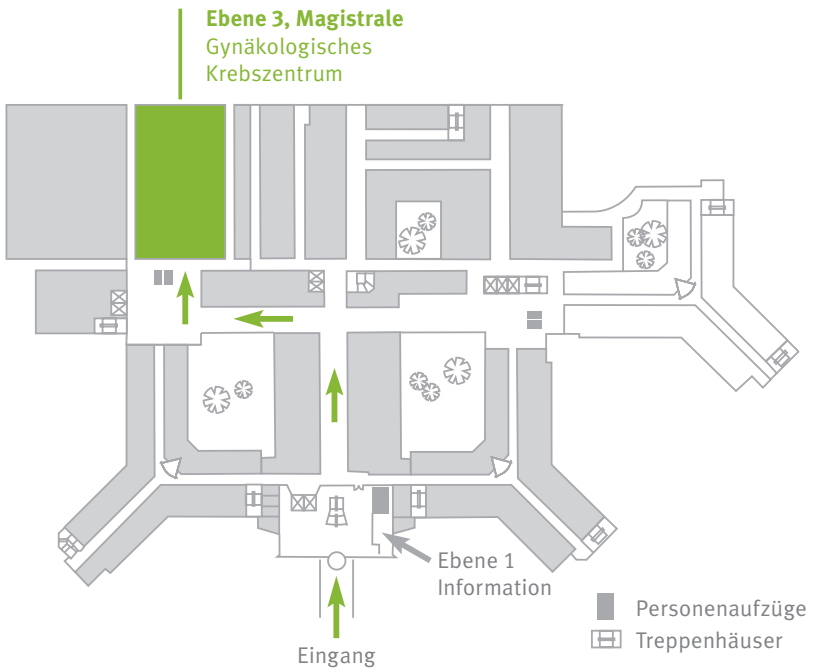 Ebene 3, Magistrale
Gynäkologisches
Krebszentrum
Ebene 1
Information
Eingang
Personenaufzüge
Treppenhäuser